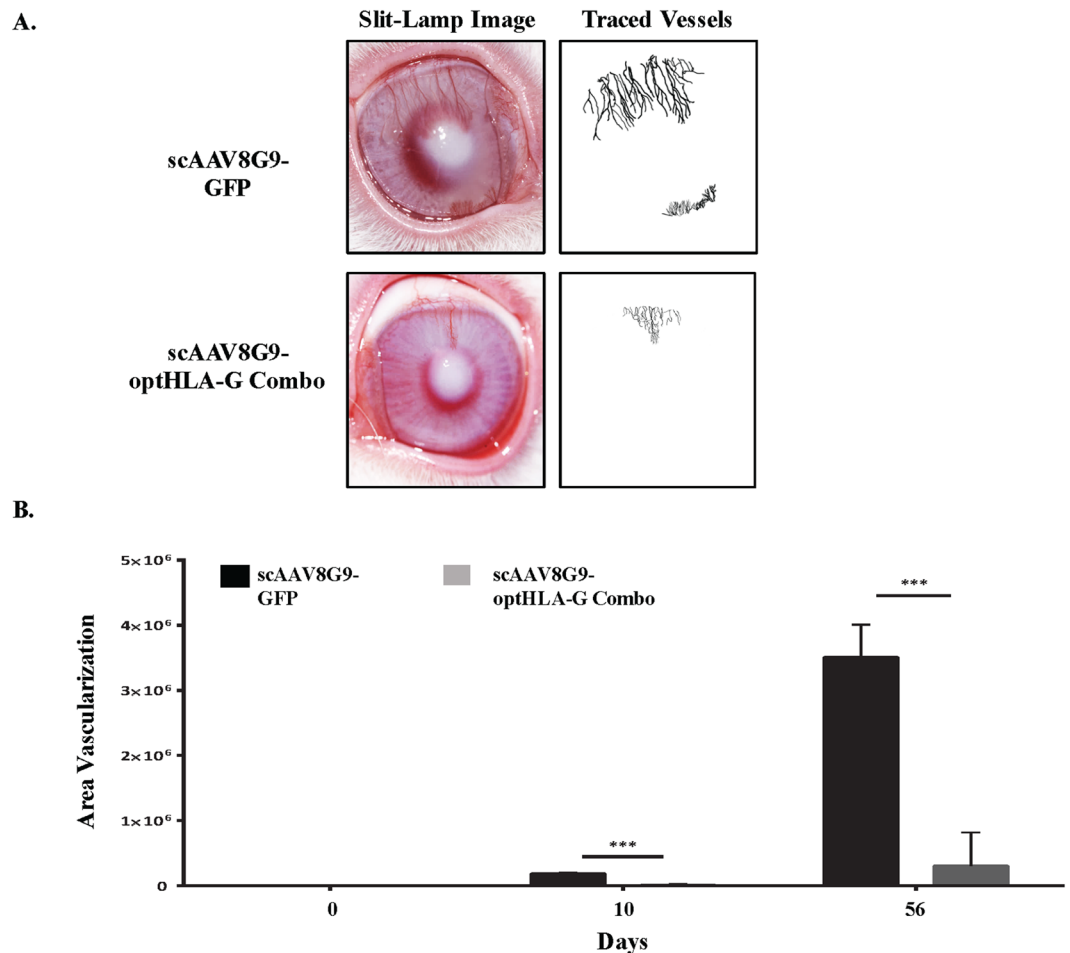 A.
Slit-Lamp Image
Traced Vessels
scAAV8G9-
GFP
scAAV8G9-
optHLA-G Combo
B.
Area Vascularization
5×10⁶
4×10⁶
3×10⁶
2×10⁶
1×10⁶
0
scAAV8G9-
GFP
scAAV8G9-
optHLA-G Combo
***
***
0
10
56
Days